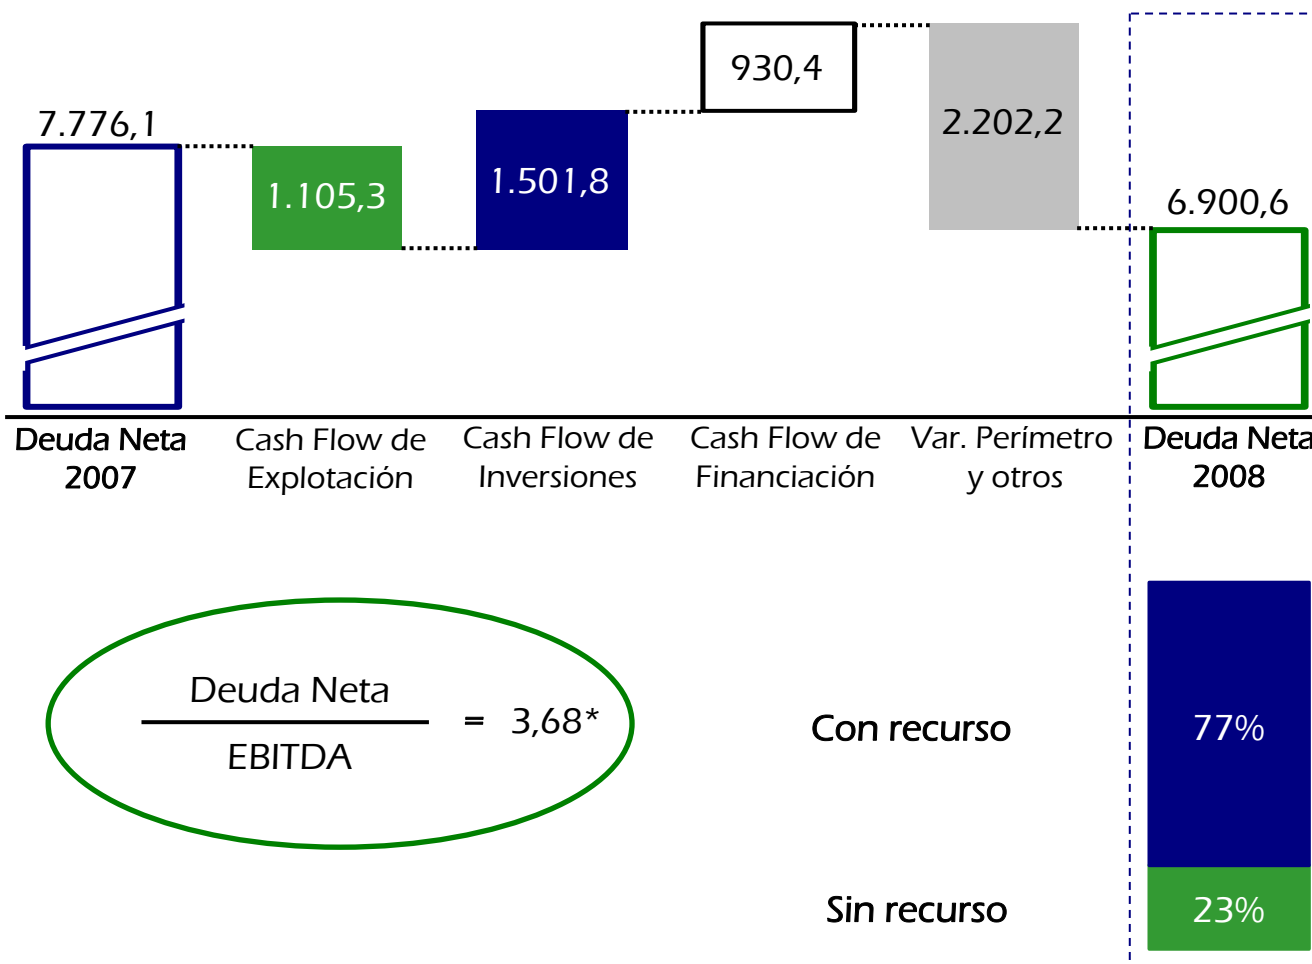 930,4
7.776,1
2.202,2
1.105,3
1.501,8
6.900,6
Deuda Neta
2007
Cash Flow de
Explotación
Cash Flow de
Inversiones
Cash Flow de
Financiación
Var. Perímetro
y otros
Deuda Neta
2008
Deuda Neta
EBITDA
= 3,68*
Con recurso
77%
Sin recurso
23%